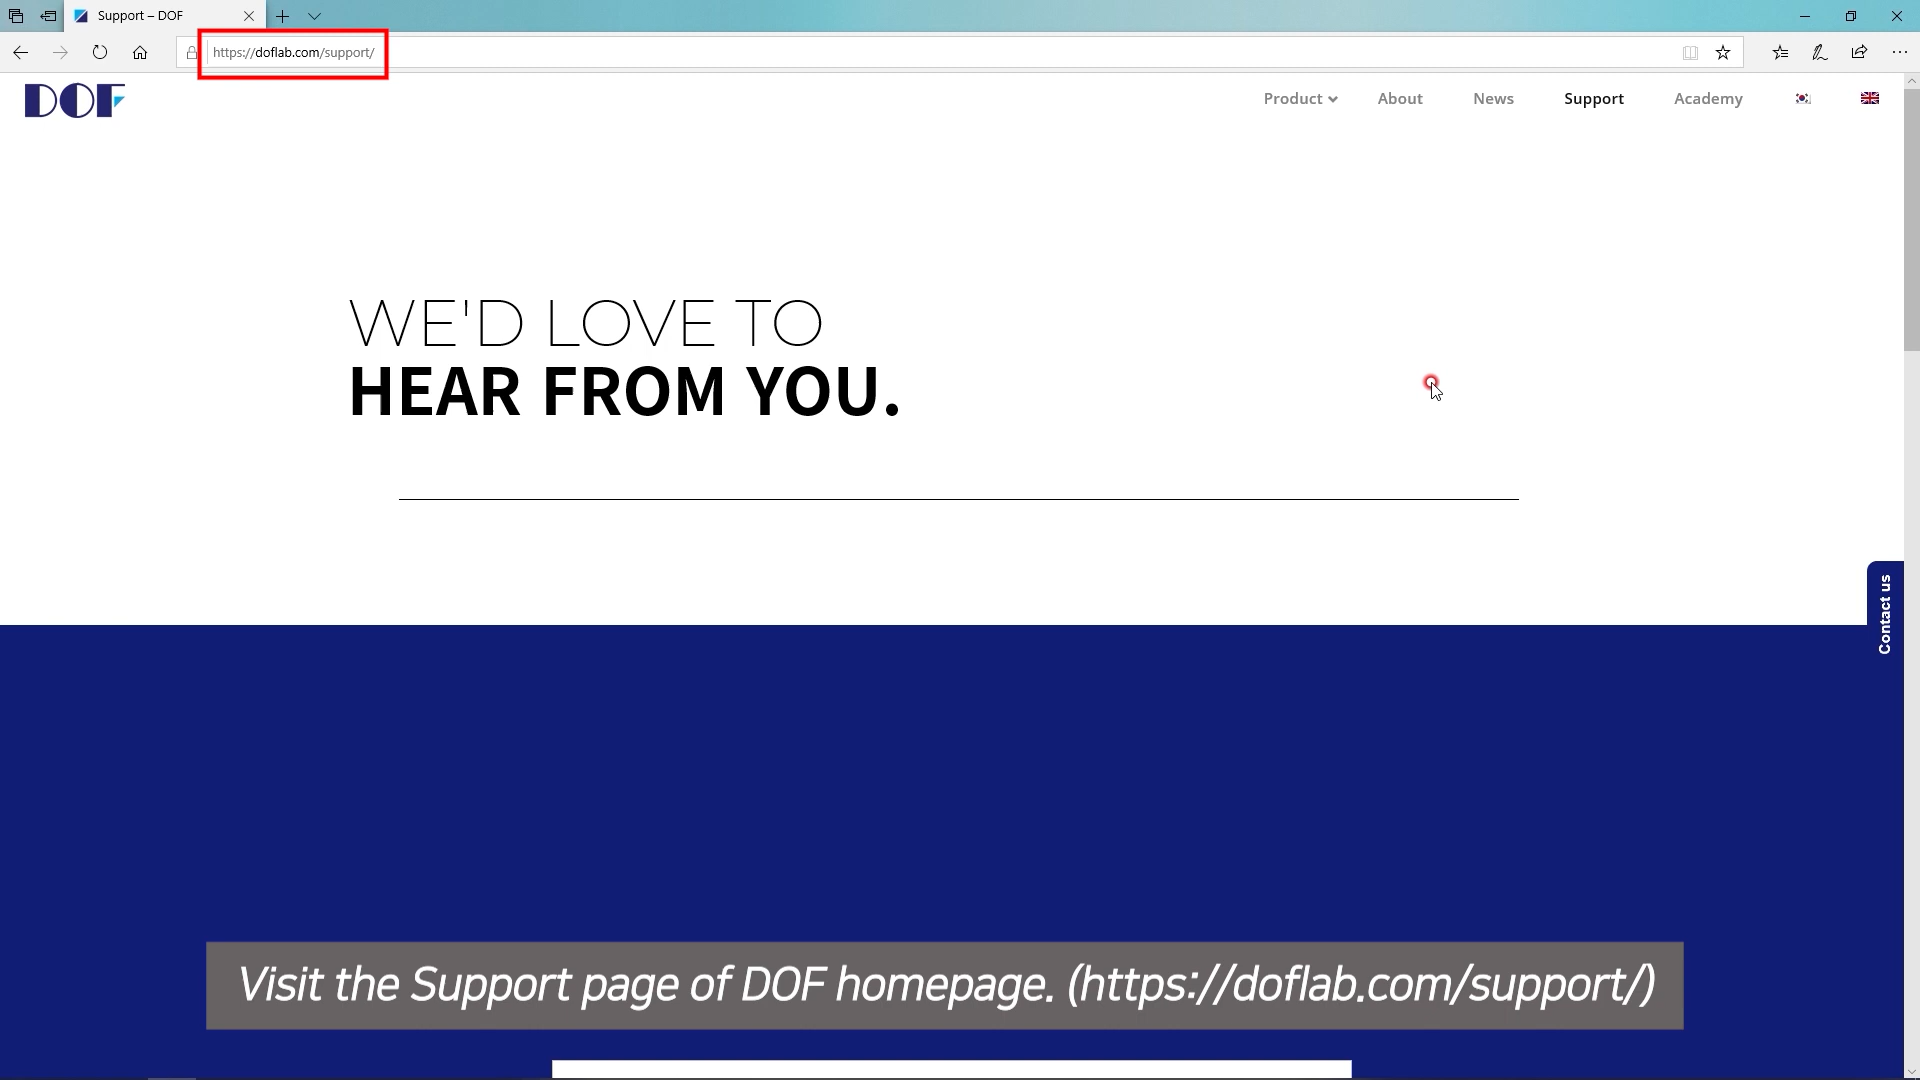 Support – DOF
https://doflab.com/support/
DOF
Product
About
News
Support
Academy
WE'D LOVE TO
HEAR FROM YOU.
Contact us
Visit the Support page of DOF homepage. (https://doflab.com/support/)